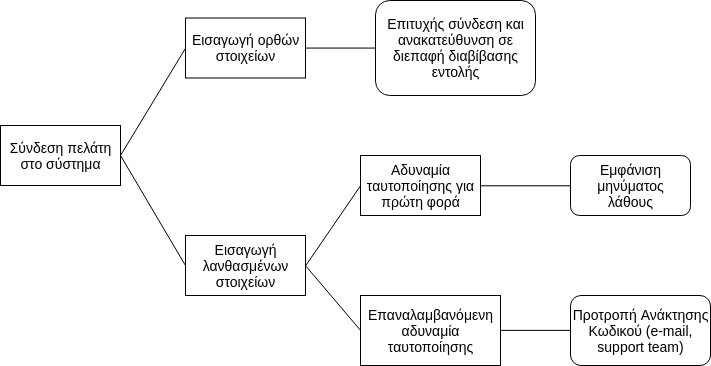 Εισαγωγή ορθών
στοιχείων
Επιτυχής σύνδεση και
ανακατεύθυνση σε
διεπαφή διαβίβασης
εντολής
Σύνδεση πελάτη
στο σύστημα
Αδυναμία
ταυτοποίησης για
πρώτη φορά
Εμφάνιση
μηνύματος
λάθους
Εισαγωγή
λανθασμένων
στοιχείων
Επαναλαμβανόμενη
αδυναμία
ταυτοποίησης
Προτροπή Ανάκτησης
Κωδικού (e-mail,
support team)